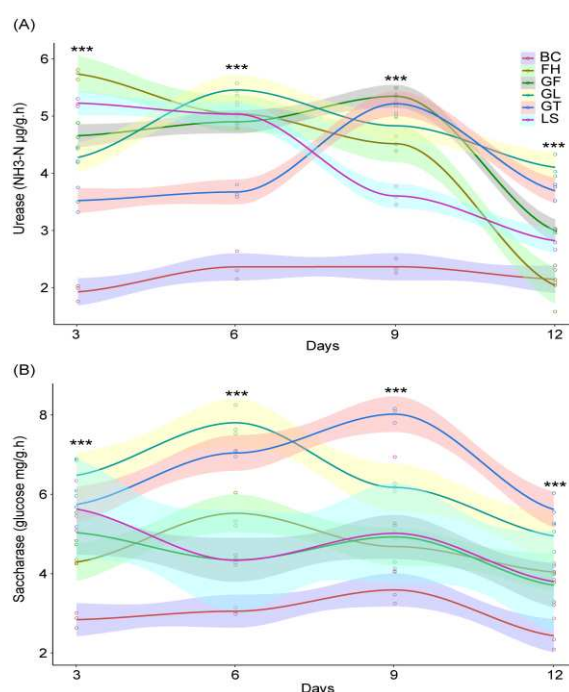 (A)
***
***
***
***
BC
FH
GF
GL
GT
LS
Urease (NH3-N µg/g.h)
6
5
4
3
2
3
6
9
12
Days
(B)
***
***
***
***
Saccharase (glucose mg/g.h)
8
6
4
2
3
6
9
12
Days